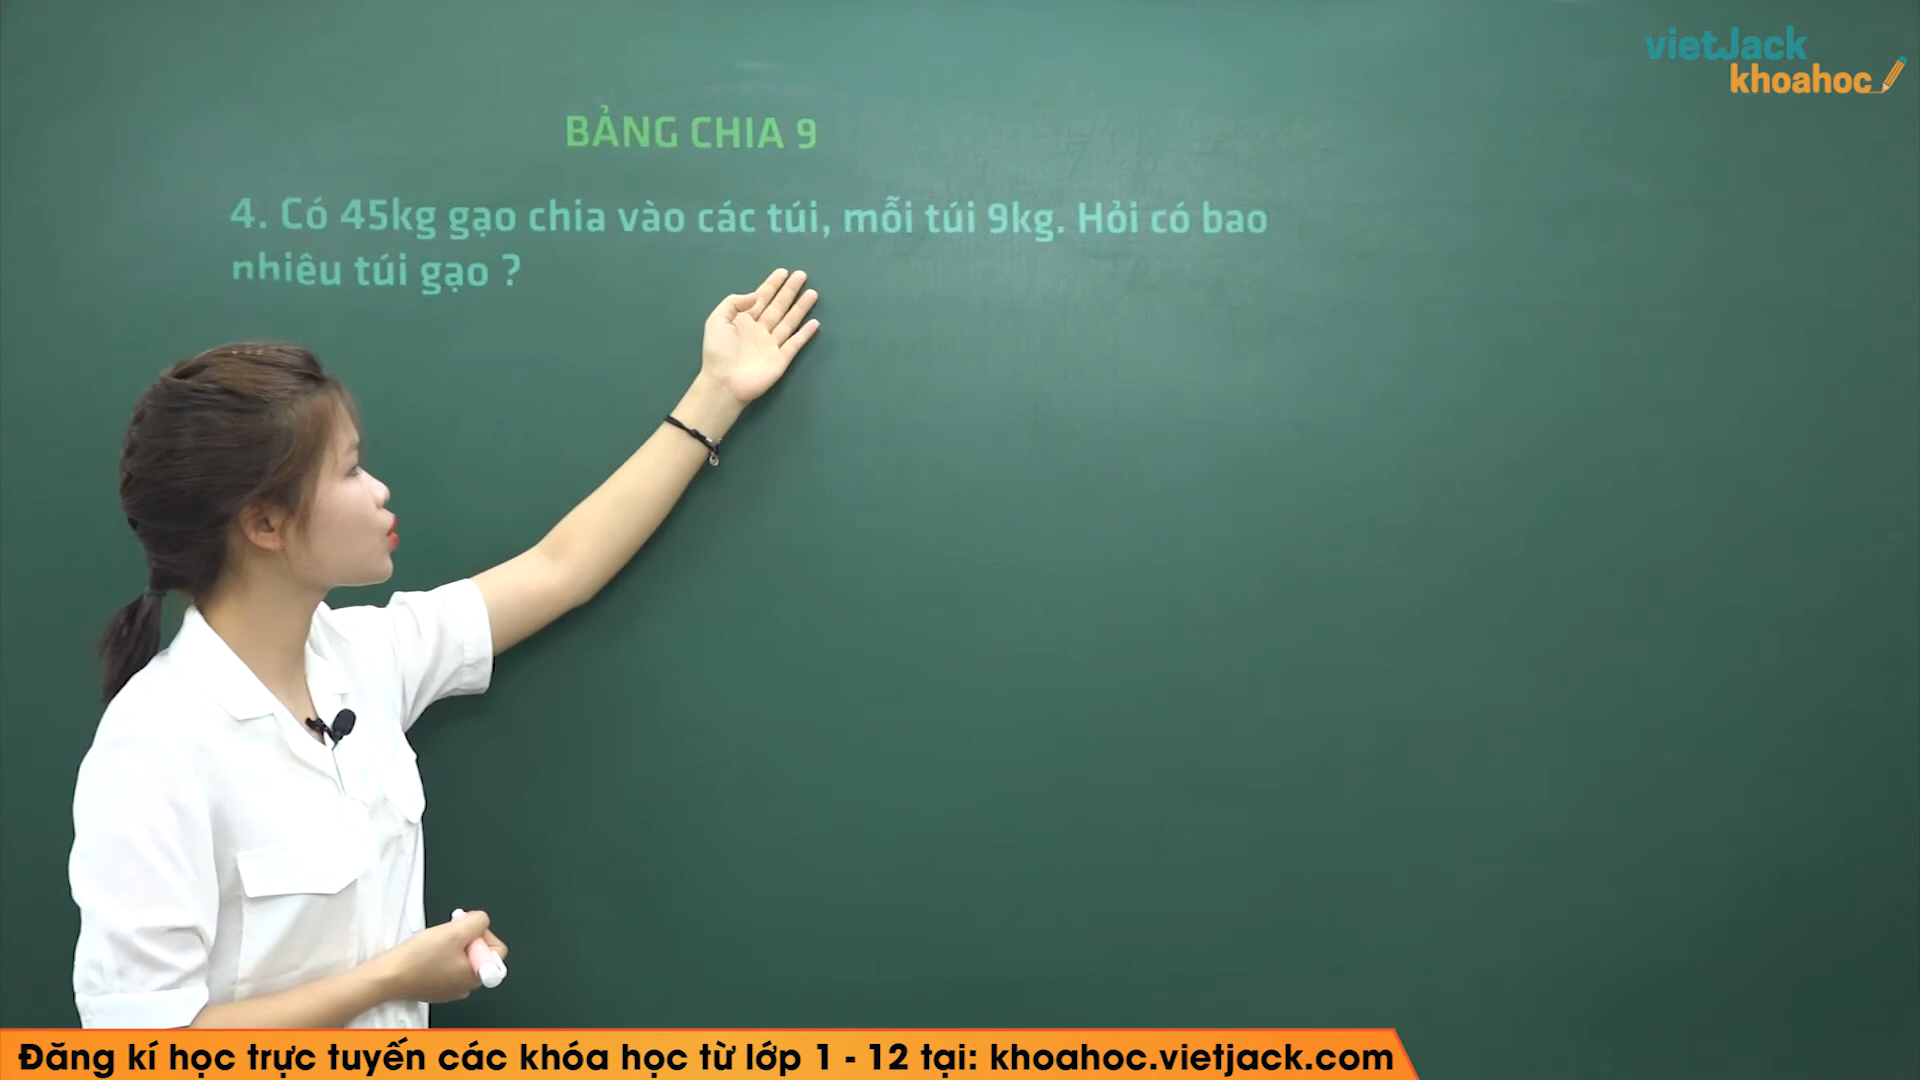 vietJack
khoahoc
BẢNG CHIA 9
4. Có 45kg gạo chia vào các túi, mỗi túi 9kg. Hỏi có bao
nhiêu túi gạo ?
Đăng kí học trực tuyến các khóa học từ lớp 1 - 12 tại: khoahoc.vietjack.com